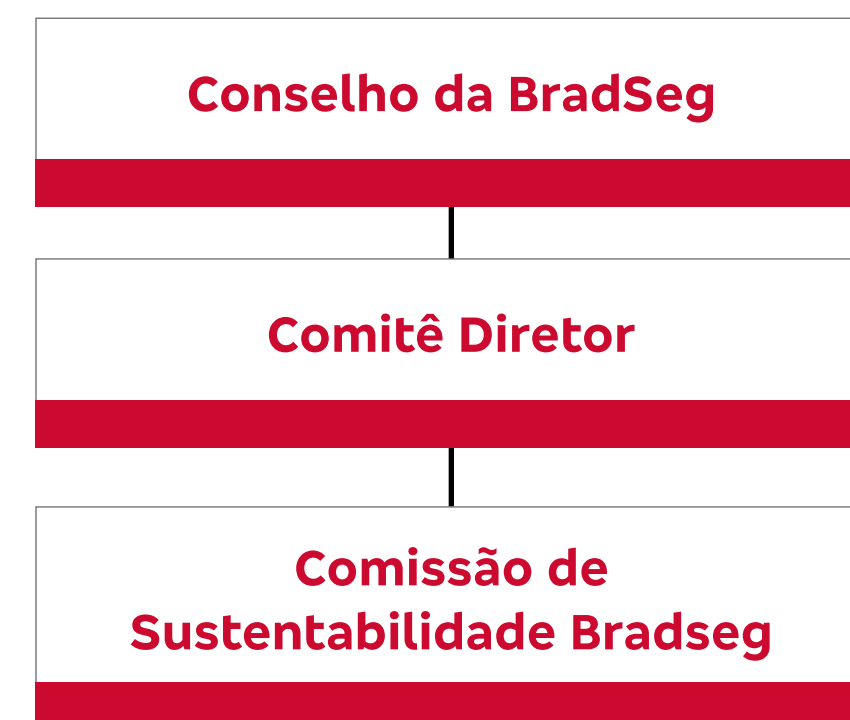 Conselho da BradSeg
Comitê Diretor
Comissão de
Sustentabilidade Bradseg